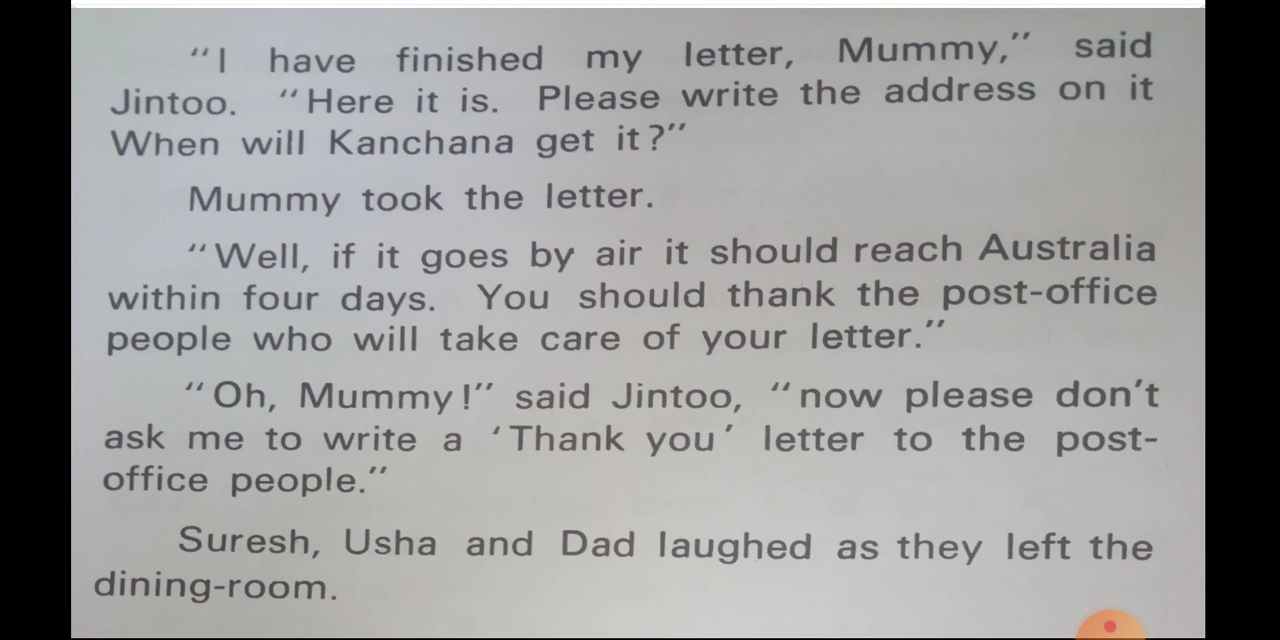 “I have finished my letter, Mummy,” said
Jintoo. “Here it is. Please write the address on it
When will Kanchana get it?”
Mummy took the letter.
“Well, if it goes by air it should reach Australia
within four days. You should thank the post-office
people who will take care of your letter.”
“Oh, Mummy!” said Jintoo, “now please don’t
ask me to write a ‘Thank you’ letter to the post-
office people.”
Suresh, Usha and Dad laughed as they left the
dining-room.